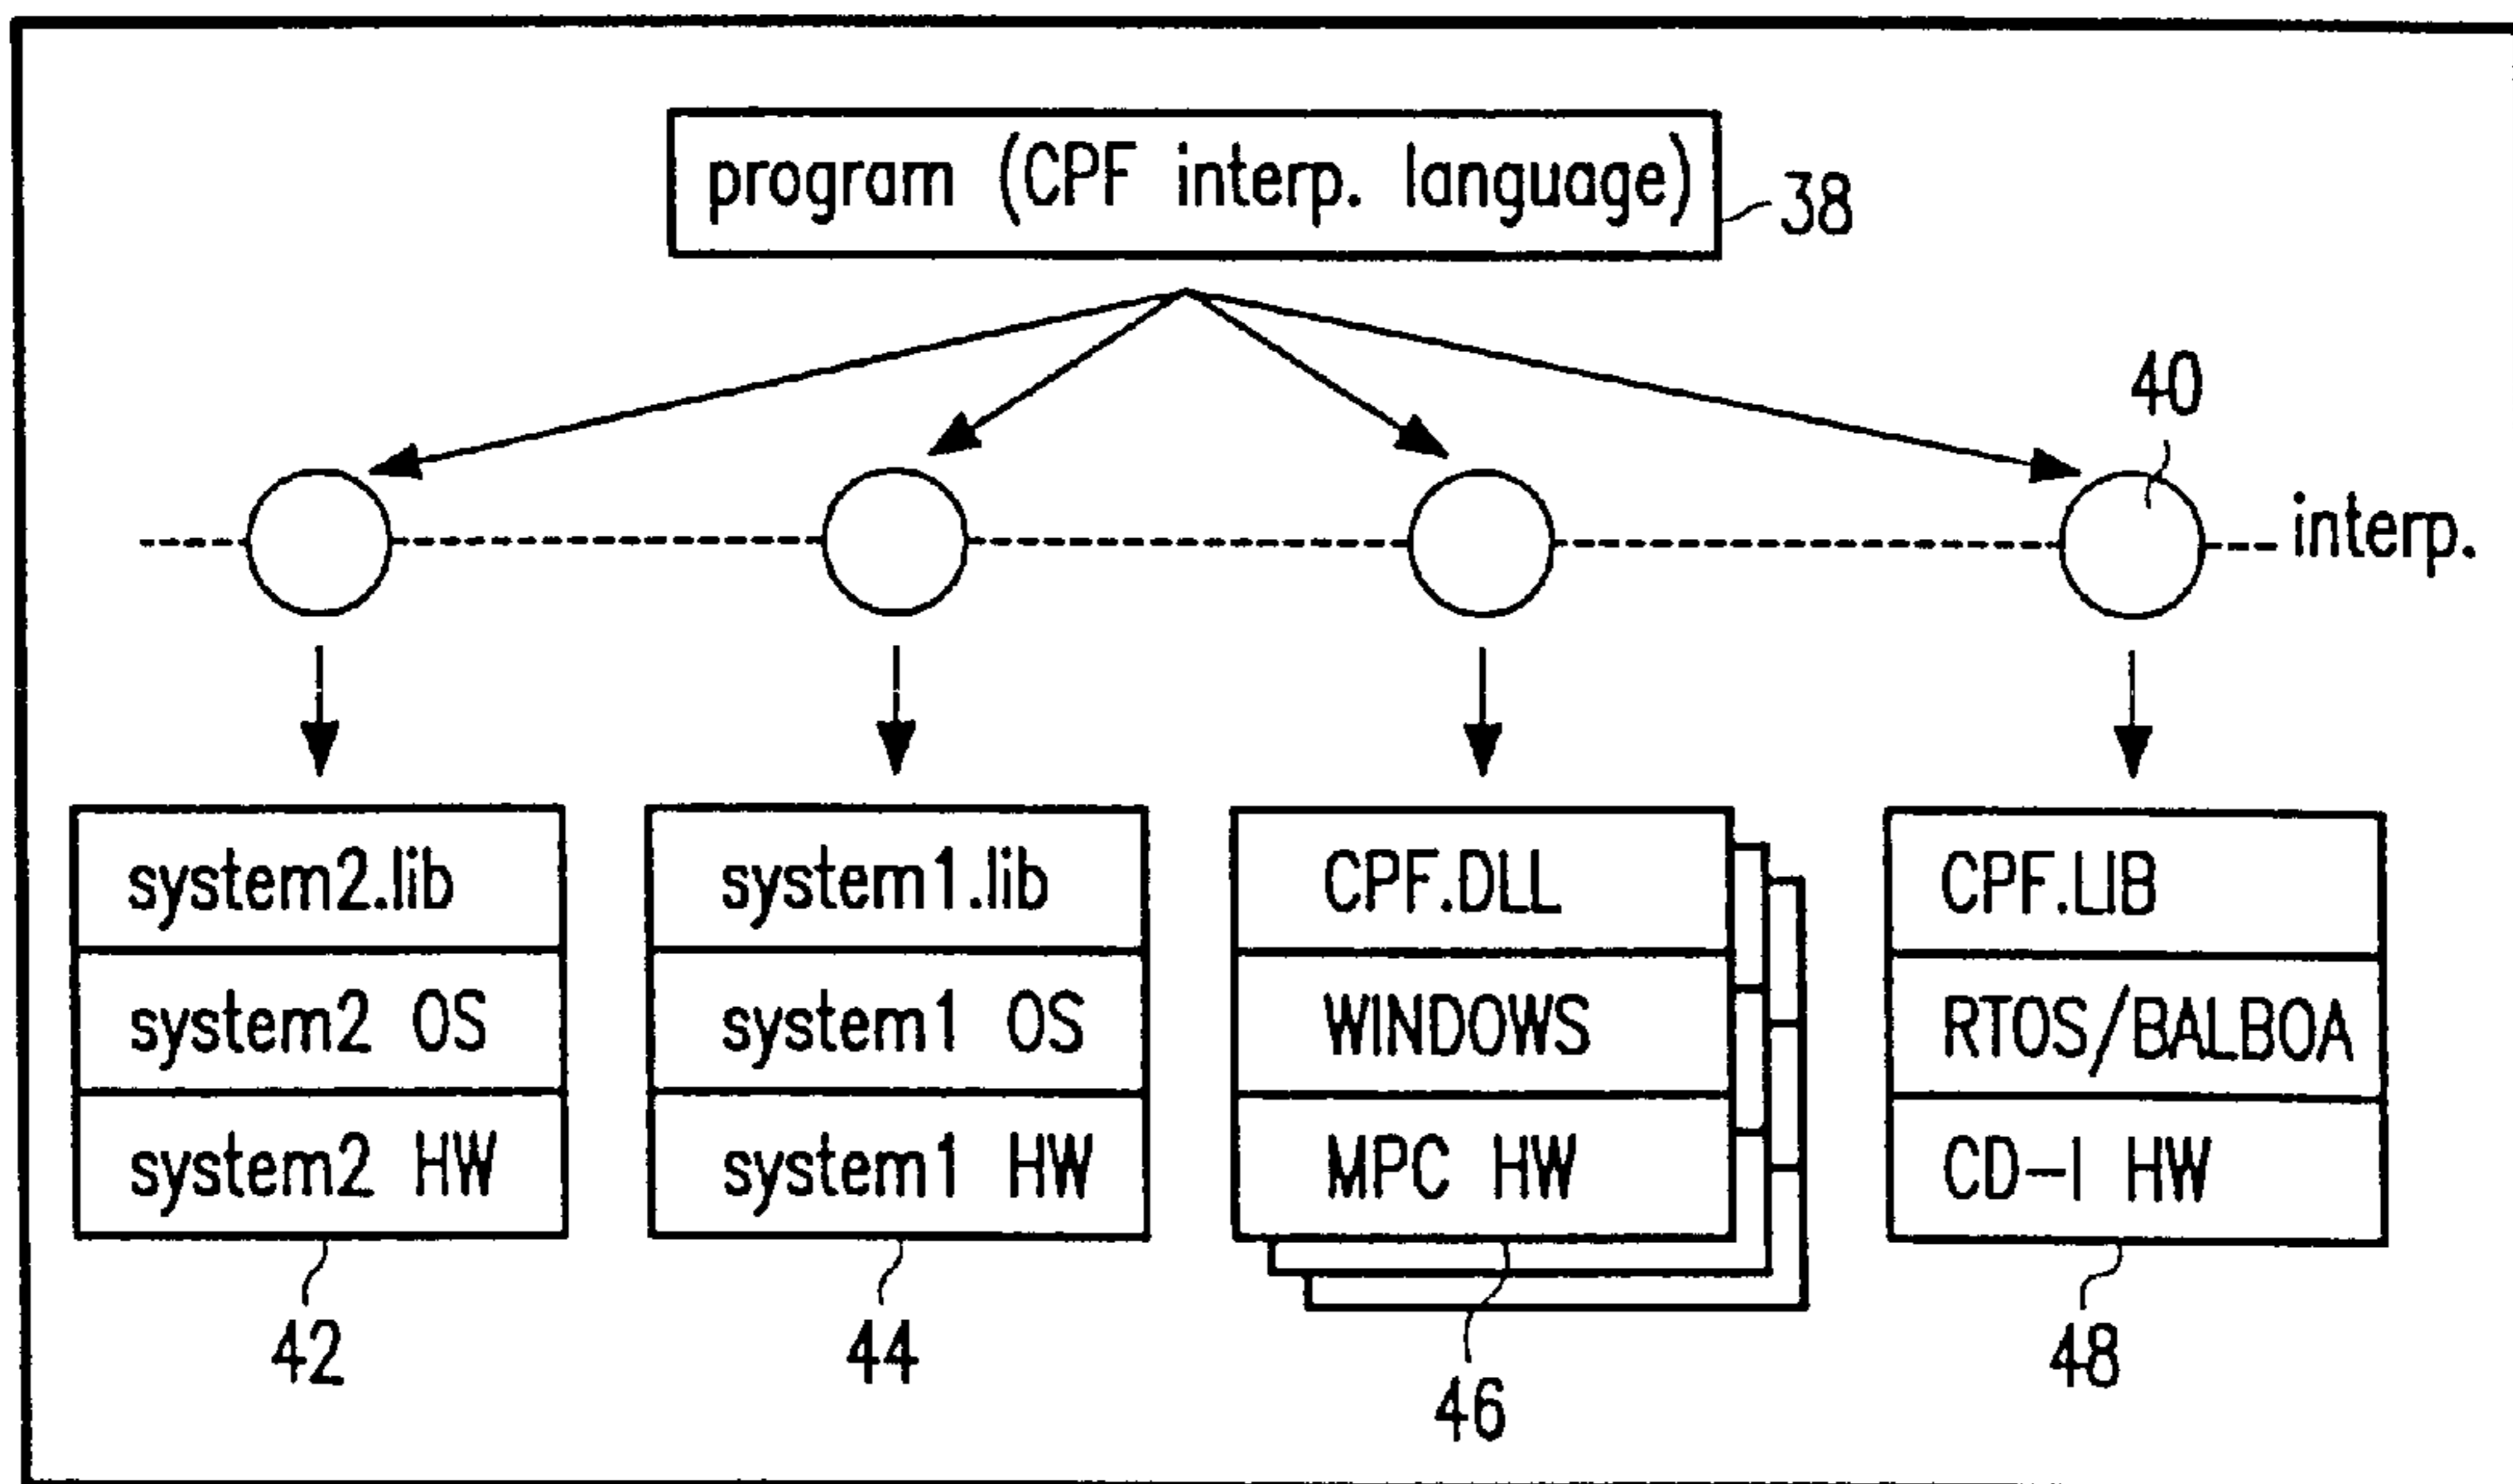 program (CPF interp. language)
38
40
interp.
system2.lib
system2 OS
system2 HW
42
system1.lib
system1 OS
system1 HW
44
CPF.DLL
WINDOWS
MPC HW
46
CPF.LIB
RTOS/BALBOA
CD-I HW
48